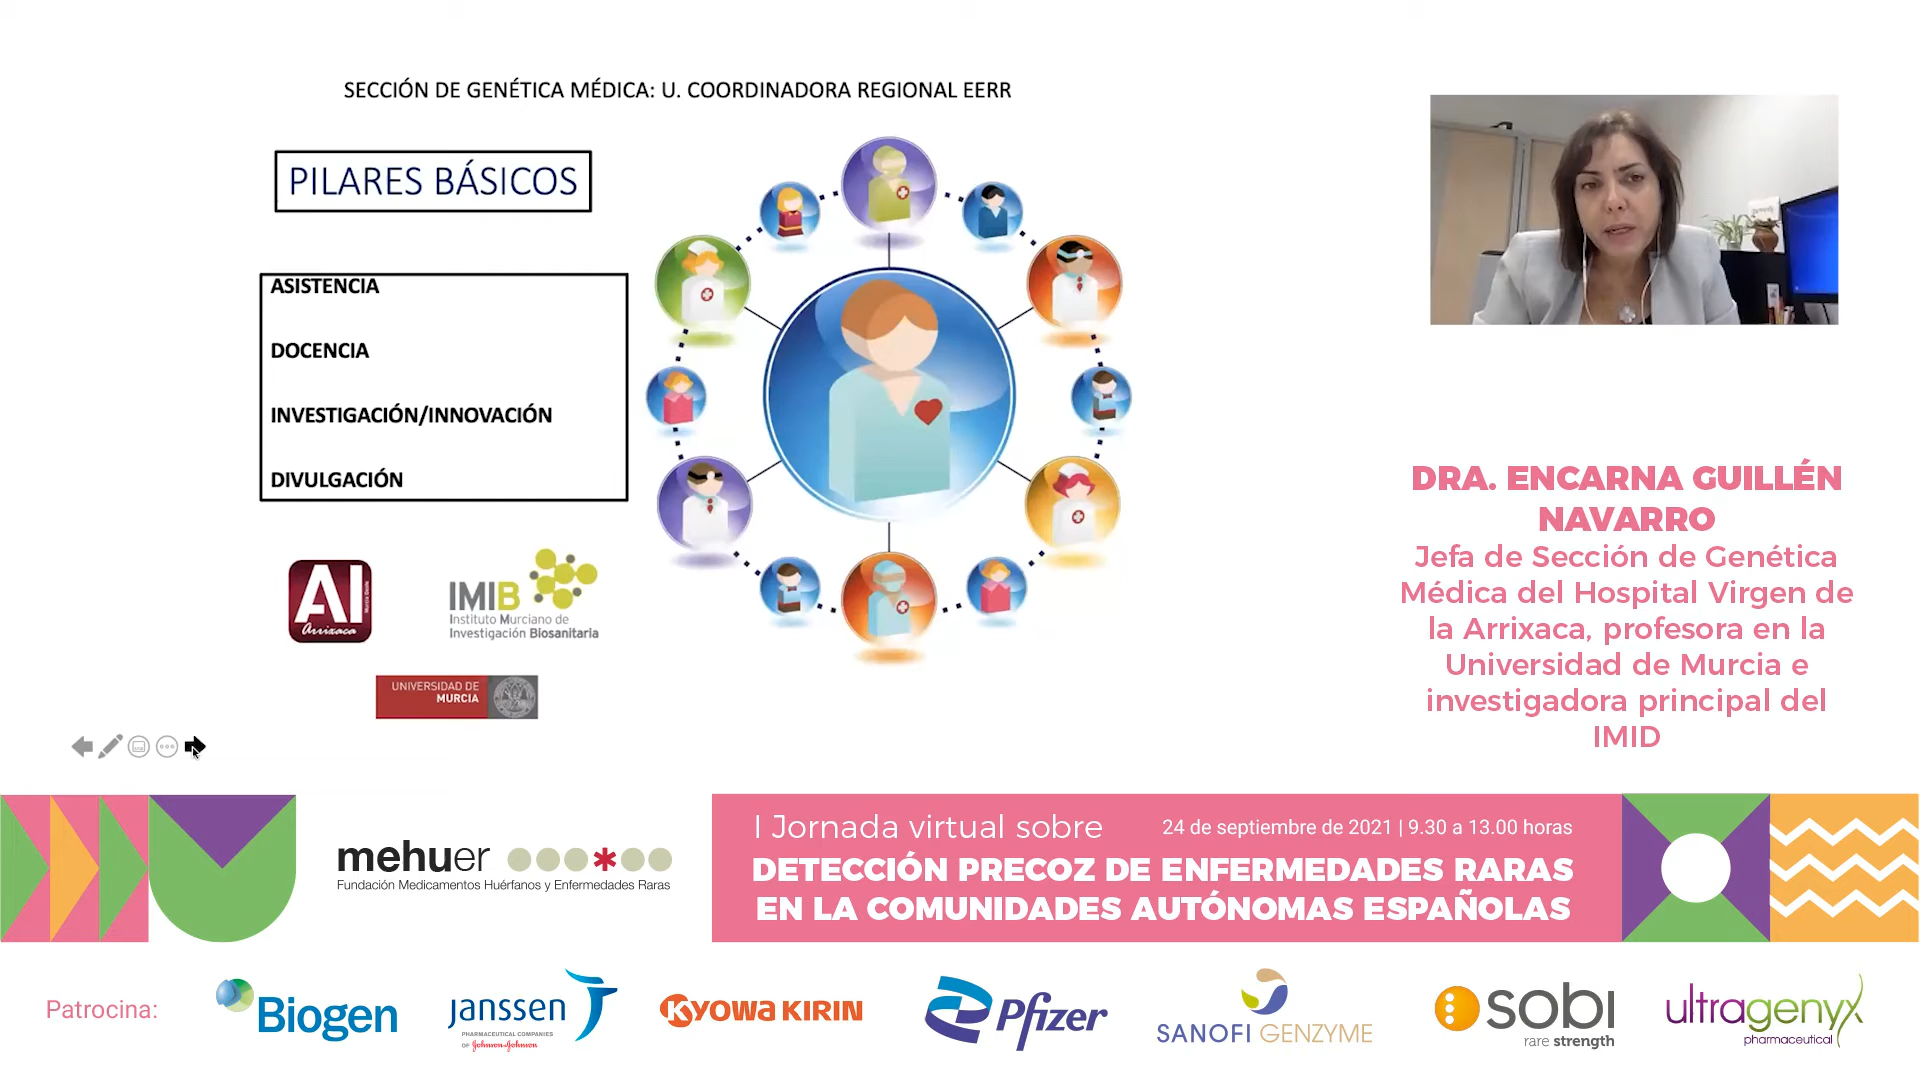 SECCIÓN DE GENÉTICA MÉDICA: U. COORDINADORA REGIONAL EERR
PILARES BÁSICOS
ASISTENCIA
DOCENCIA
INVESTIGACIÓN/INNOVACIÓN
DIVULGACIÓN
AI
Arrixaca
IMIB
Instituto Murciano de
Investigación Biosanitaria
UNIVERSIDAD DE
MURCIA
DRA. ENCARNA GUILLÉN
NAVARRO
Jefa de Sección de Genética
Médica del Hospital Virgen de
la Arrixaca, profesora en la
Universidad de Murcia e
investigadora principal del
IMID
mehuer
Fundación Medicamentos Huérfanos y Enfermedades Raras
I Jornada virtual sobre
24 de septiembre de 2021 | 9.30 a 13.00 horas
DETECCIÓN PRECOZ DE ENFERMEDADES RARAS
EN LA COMUNIDADES AUTÓNOMAS ESPAÑOLAS
Patrocina:
Biogen
janssen
PHARMACEUTICAL COMPANIES
OF Johnson & Johnson
KYOWA KIRIN
Pfizer
SANOFI GENZYME
sobi
rare strength
ultragenyx
pharmaceutical